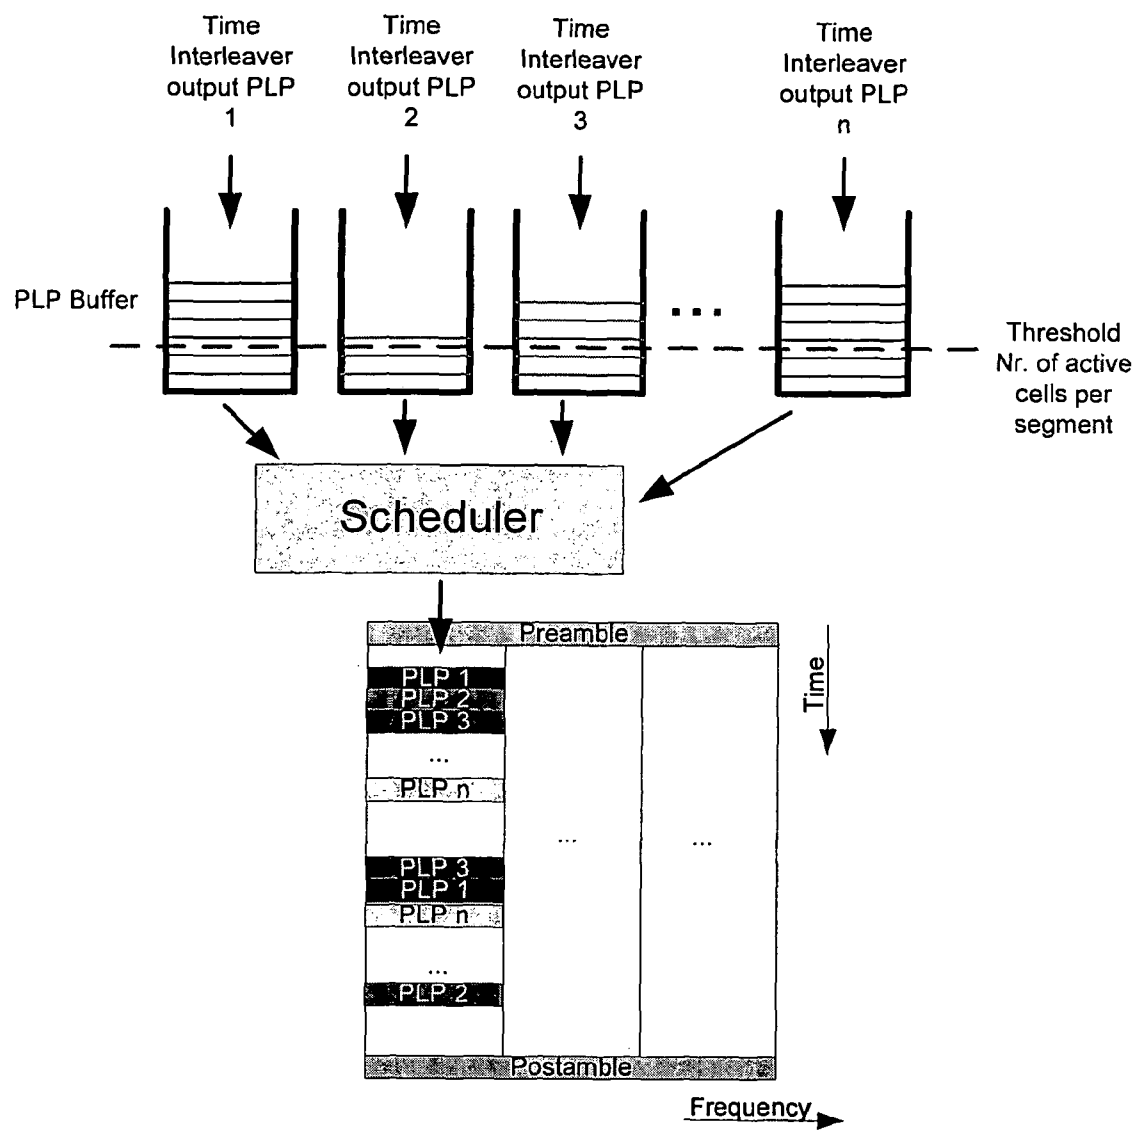 Time
Interleaver
output PLP
1
Time
Interleaver
output PLP
2
Time
Interleaver
output PLP
3
Time
Interleaver
output PLP
n
PLP Buffer
...
Threshold
Nr. of active
cells per
segment
Scheduler
Preamble
PLP 1
PLP 2
PLP 3
...
PLP n
PLP 3
PLP 1
PLP n
...
PLP 2
...
...
Postamble
Time
Frequency